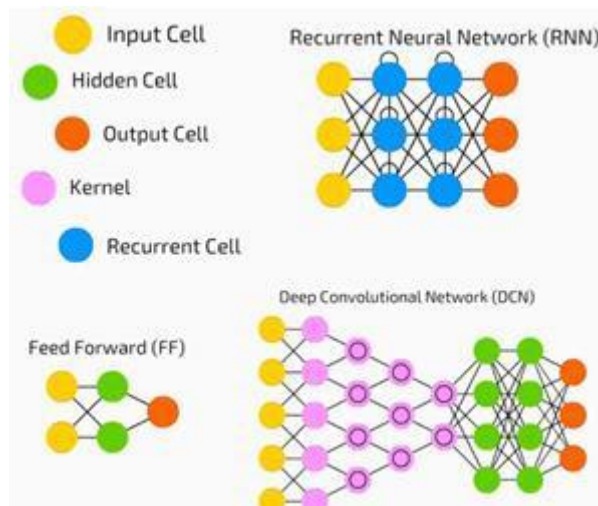 Input Cell
Hidden Cell
Output Cell
Kernel
Recurrent Cell
Recurrent Neural Network (RNN)
Deep Convolutional Network (DCN)
Feed Forward (FF)